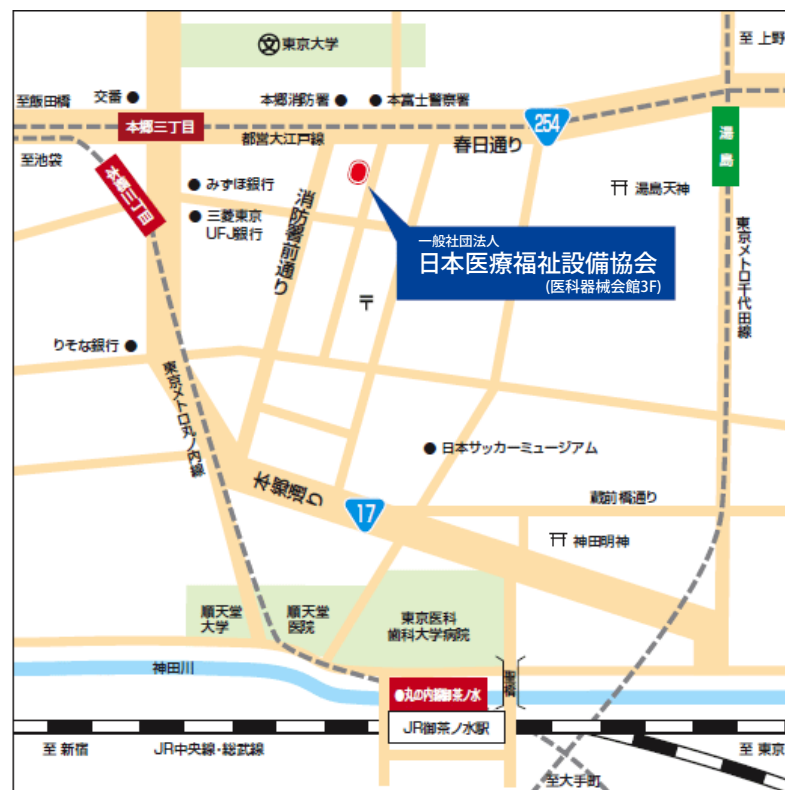 東京大学
至 上野
至飯田橋
交番
本郷消防署
本富士警察署
本郷三丁目
都営大江戸線
254
春日通り
湯島
至池袋
本郷三丁目
みずほ銀行
三菱東京
UFJ銀行
消防署前通り
湯島天神
一般社団法人
日本医療福祉設備協会
(医科器械会館3F)
東京メトロ千代田線
〒
りそな銀行
東京メトロ丸ノ内線
日本サッカーミュージアム
本郷通り
17
蔵前橋通り
神田明神
順天堂
大学
順天堂
医院
東京医科
歯科大学病院
神田川
丸の内線御茶ノ水
JR御茶ノ水駅
至 新宿
JR中央線・総武線
至 東京
至大手町